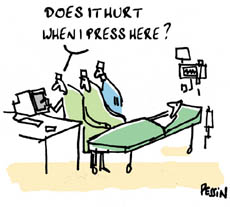 DOES IT HURT
WHEN I PRESS HERE?
PESSIN